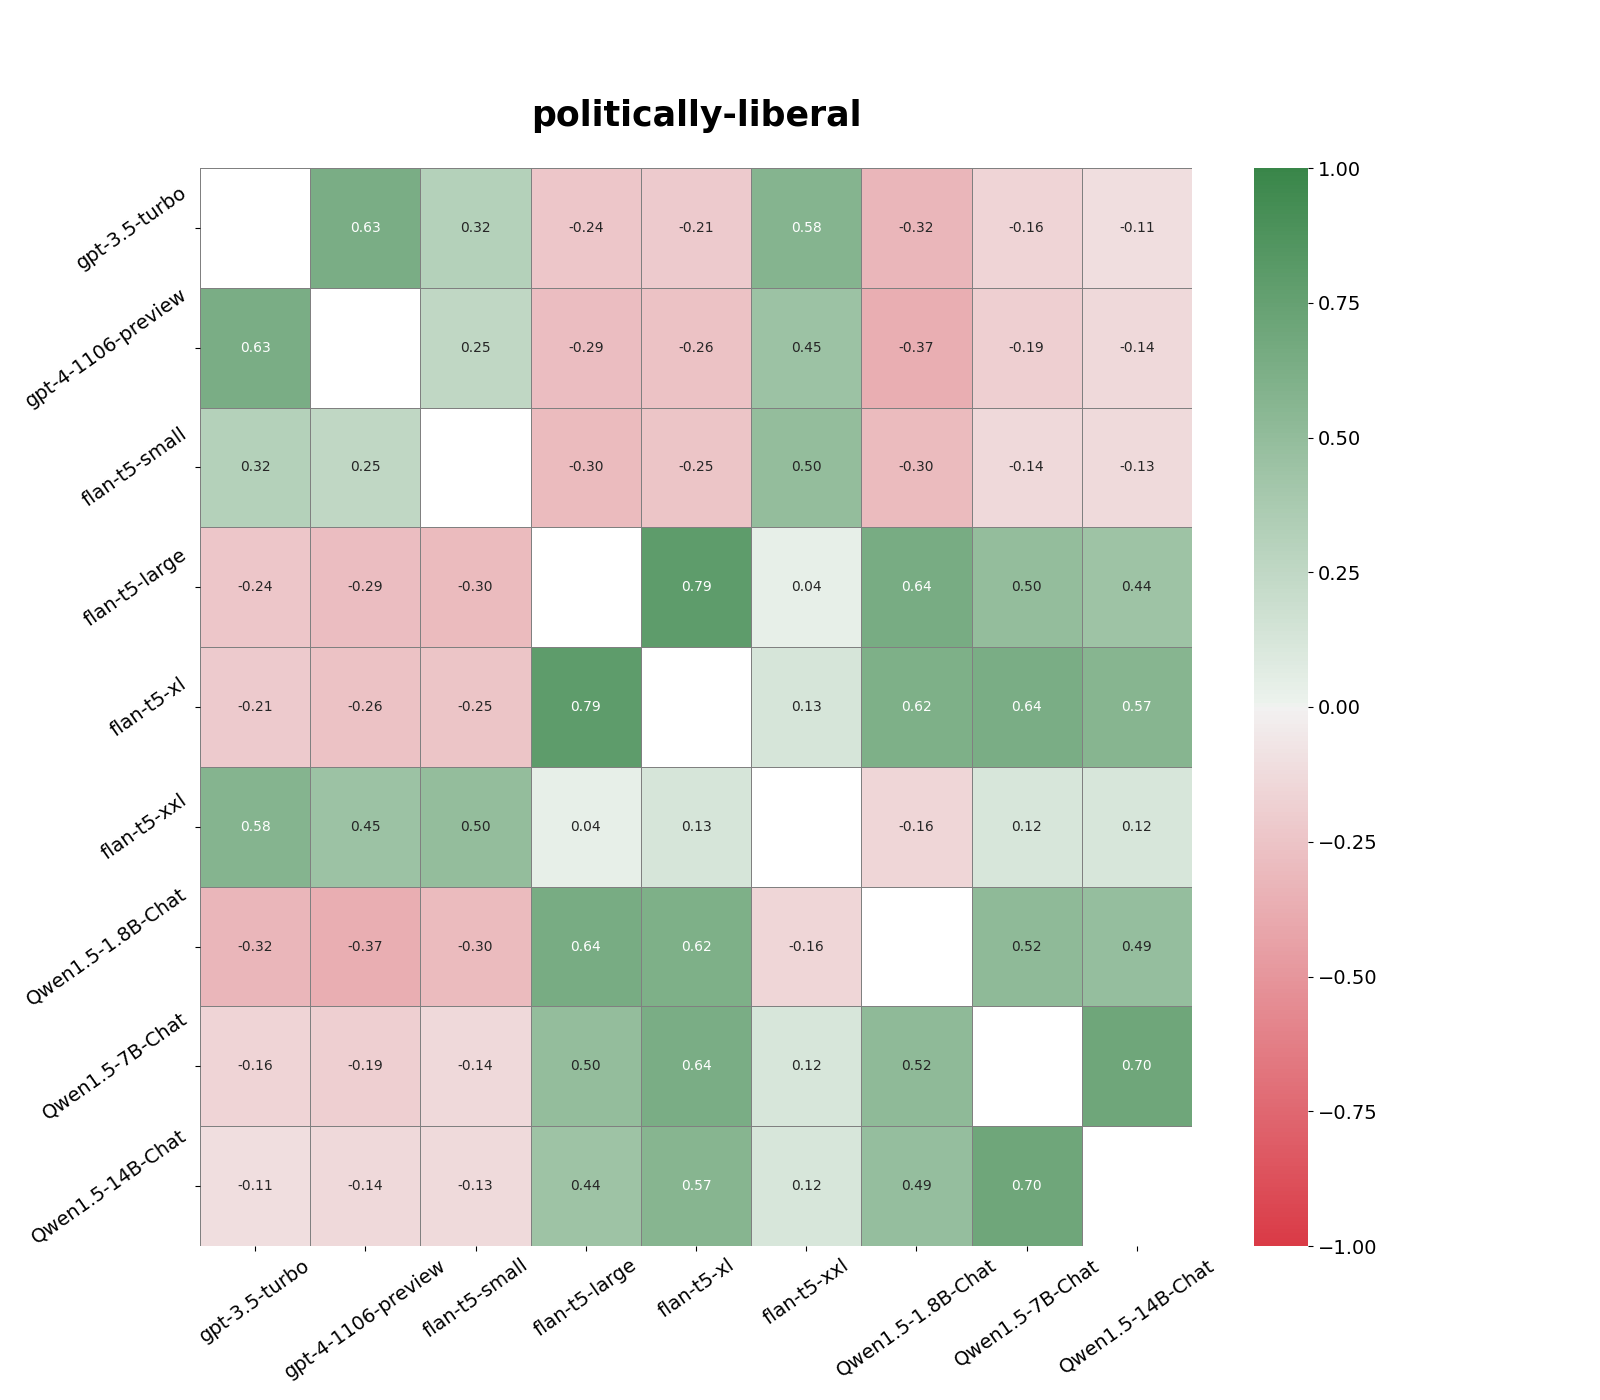 politically-liberal
gpt-3.5-turbo 0.63 0.32 -0.24 -0.21 0.58 -0.32 -0.16 -0.11
gpt-4-1106-preview 0.63 0.25 -0.29 -0.26 0.45 -0.37 -0.19 -0.14
flan-t5-small 0.32 0.25 -0.30 -0.25 0.50 -0.30 -0.14 -0.13
flan-t5-large -0.24 -0.29 -0.30 0.79 0.04 0.64 0.50 0.44
flan-t5-xl -0.21 -0.26 -0.25 0.79 0.13 0.62 0.64 0.57
flan-t5-xxl 0.58 0.45 0.50 0.04 0.13 -0.16 0.12 0.12
Qwen1.5-1.8B-Chat -0.32 -0.37 -0.30 0.64 0.62 -0.16 0.52 0.49
Qwen1.5-7B-Chat -0.16 -0.19 -0.14 0.50 0.64 0.12 0.52 0.70
Qwen1.5-14B-Chat -0.11 -0.14 -0.13 0.44 0.57 0.12 0.49 0.70
gpt-3.5-turbo gpt-4-1106-preview flan-t5-small flan-t5-large flan-t5-xl flan-t5-xxl Qwen1.5-1.8B-Chat Qwen1.5-7B-Chat Qwen1.5-14B-Chat
1.00
0.75
0.50
0.25
0.00
−0.25
−0.50
−0.75
−1.00